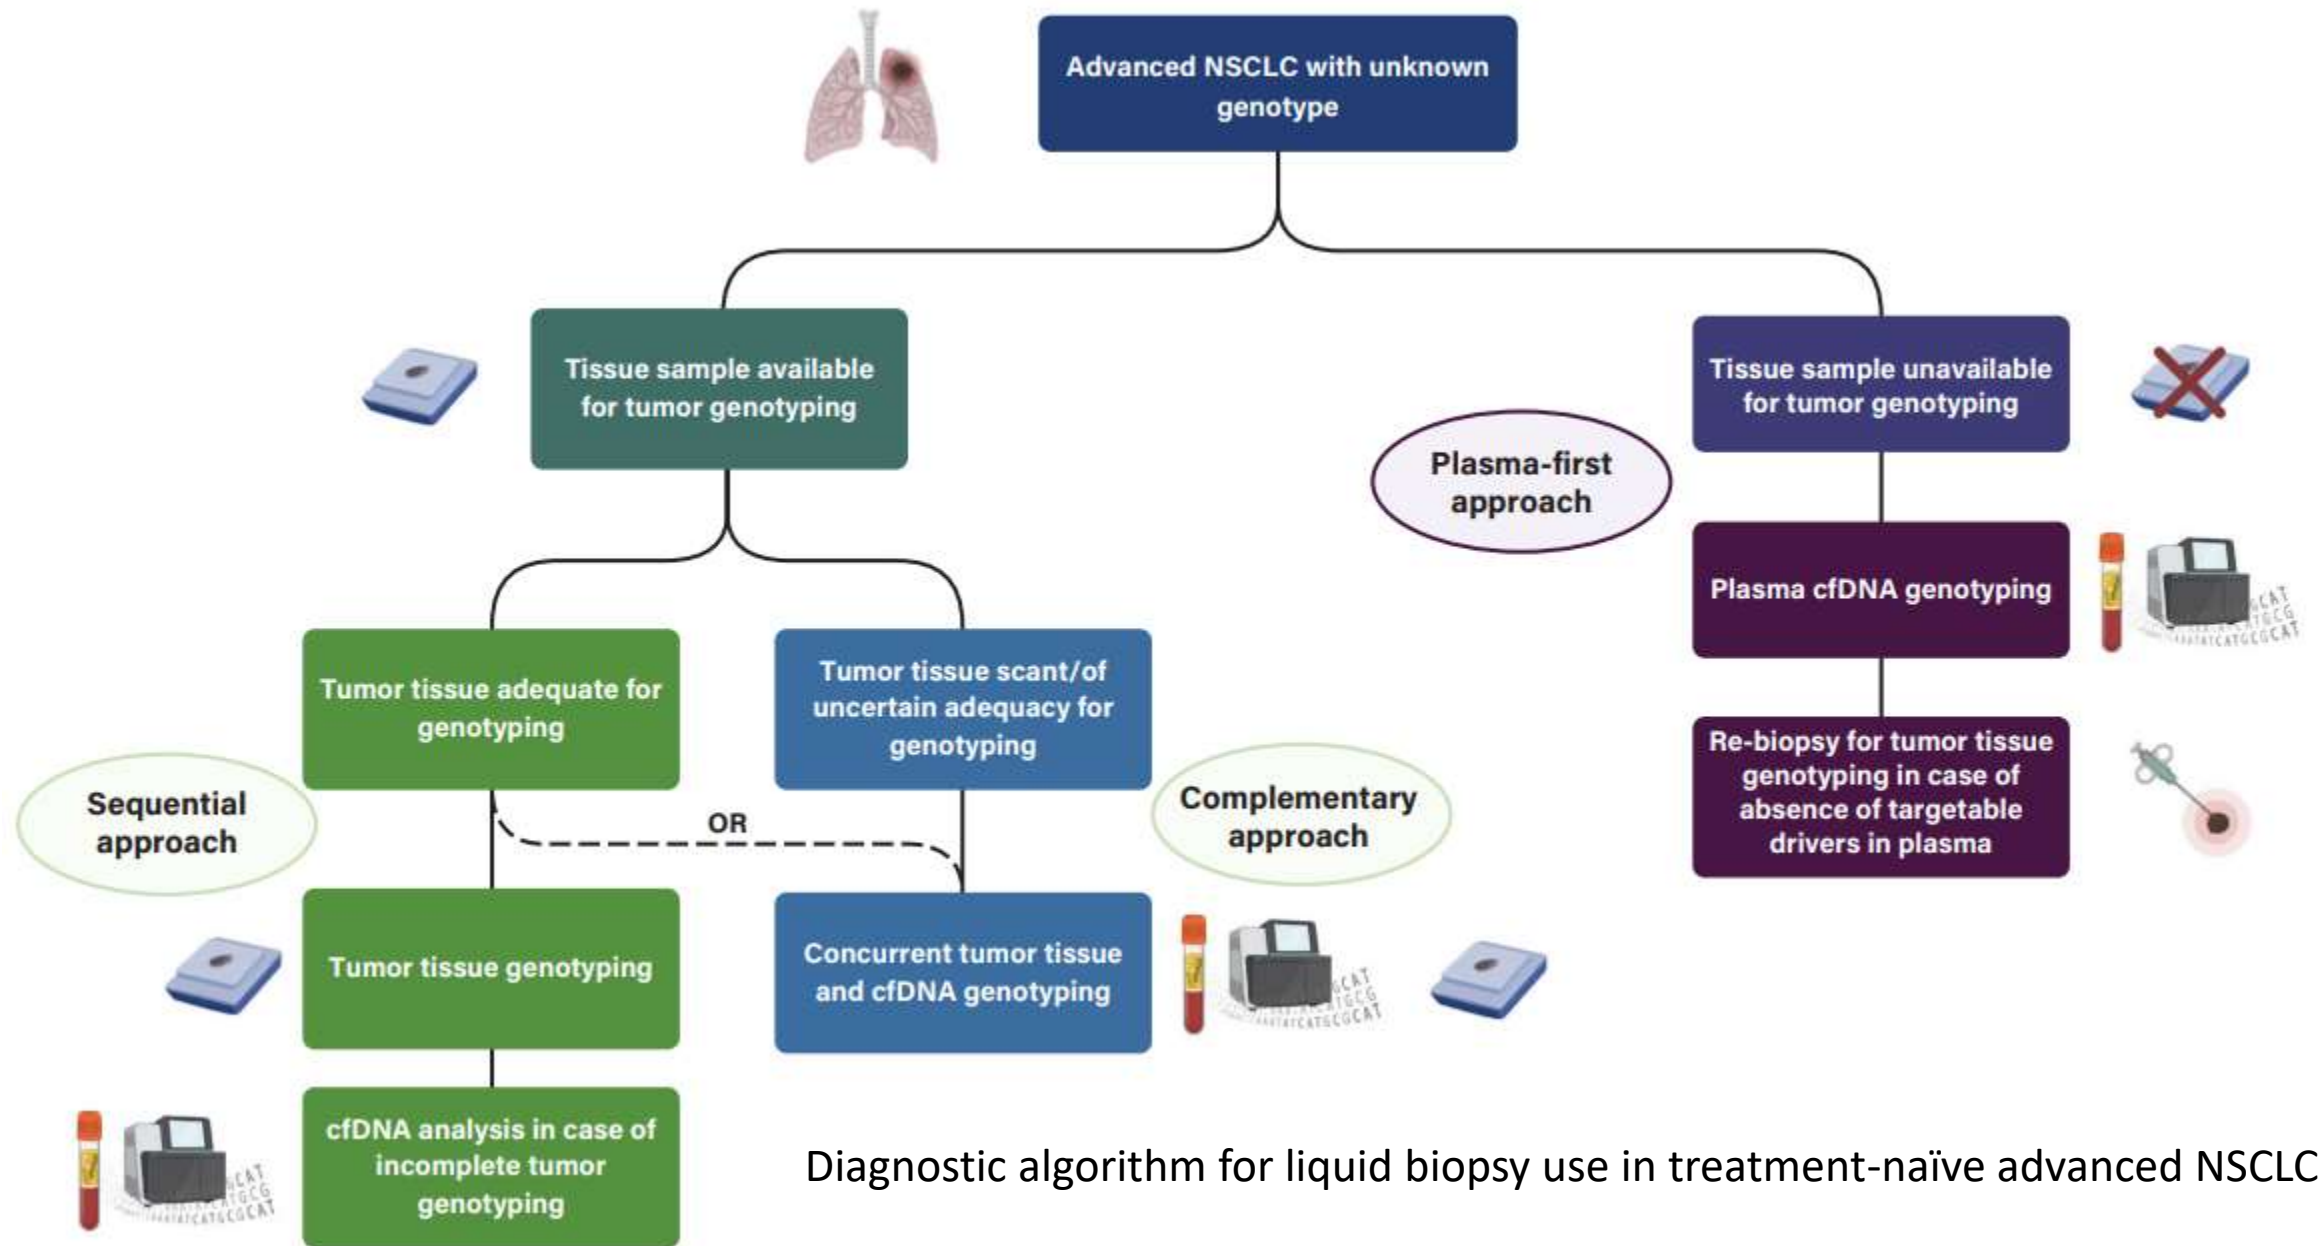 Advanced NSCLC with unknown
genotype
Tissue sample available
for tumor genotyping
Tissue sample unavailable
for tumor genotyping
Plasma-first
approach
Plasma cfDNA genotyping
Tumor tissue adequate for
genotyping
Tumor tissue scant/of
uncertain adequacy for
genotyping
Re-biopsy for tumor tissue
genotyping in case of
absence of targetable
drivers in plasma
Sequential
approach
OR
Complementary
approach
Tumor tissue genotyping
Concurrent tumor tissue
and cfDNA genotyping
cfDNA analysis in case of
incomplete tumor
genotyping
Diagnostic algorithm for liquid biopsy use in treatment-naïve advanced NSCLC